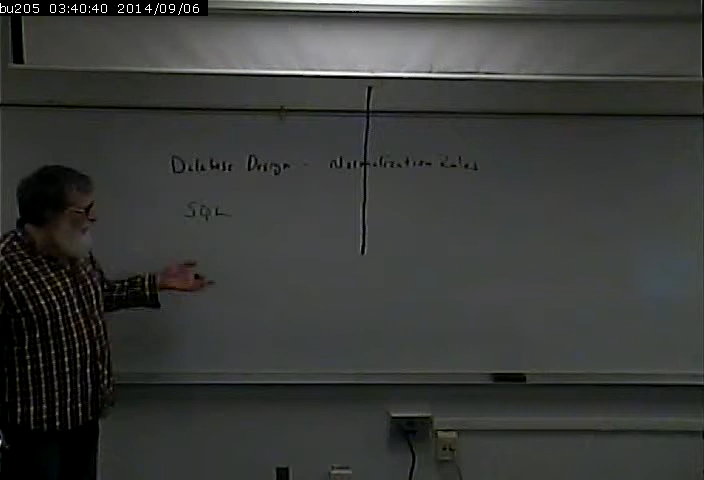 bu205 03:40:40 2014/09/06
Database Design - Normalization Rules
SQL